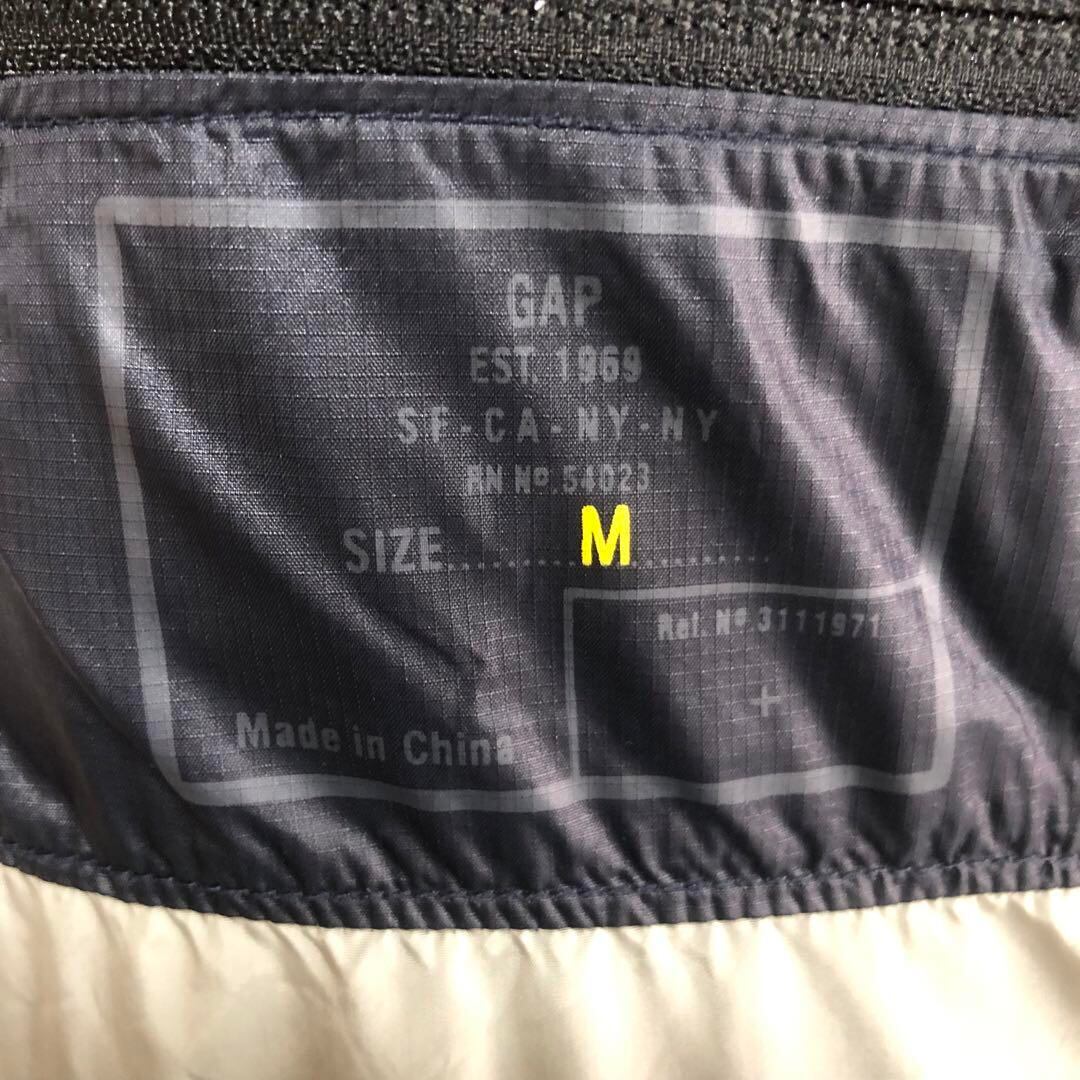 GAP
EST. 1969
SF-CA-NY-NY
RN Nº.54023
SIZE.......M..............
Ref. Nº.3111971
+
Made in China